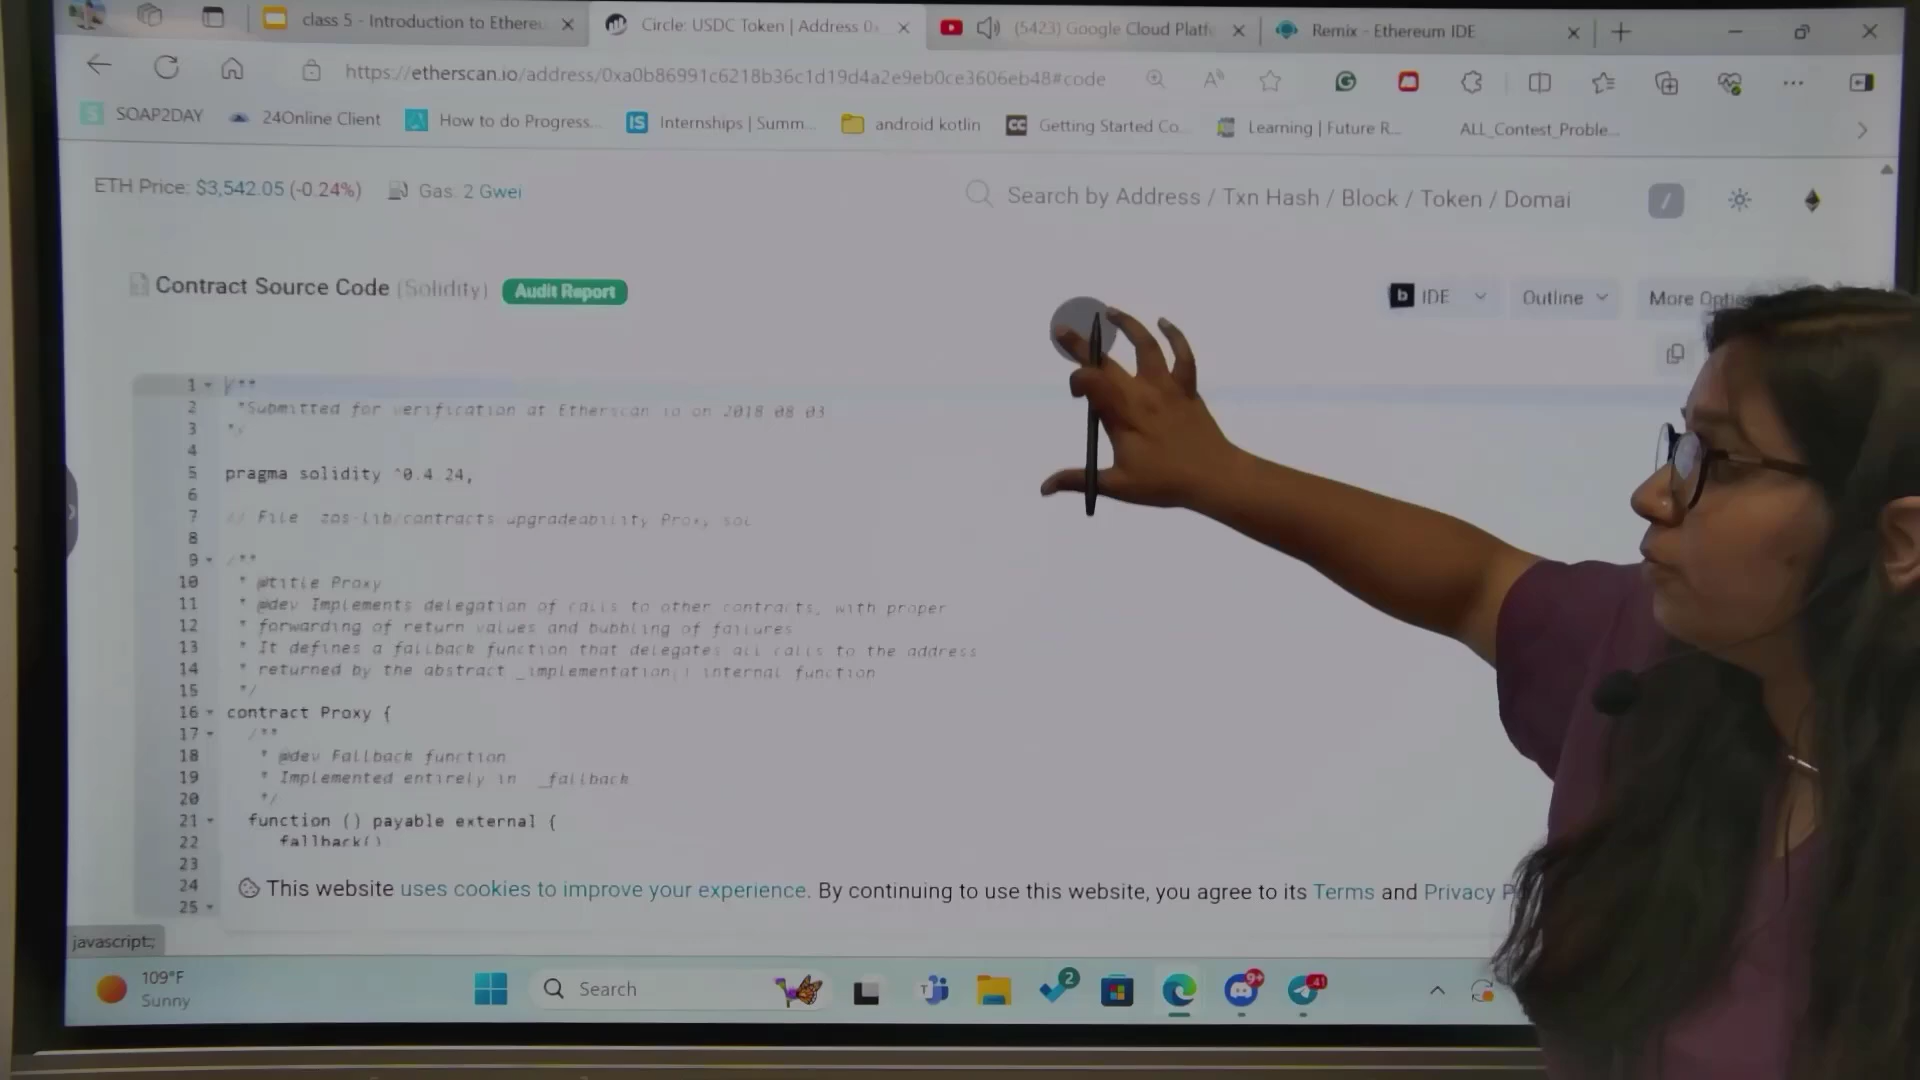 class 5 - Introduction to Ethereu
Circle: USDC Token | Address 0x
(5423) Google Cloud Platfo
Remix - Ethereum IDE
https://etherscan.io/address/0xa0b86991c6218b36c1d19d4a2e9eb0ce3606eb48#code
SOAP2DAY
24Online Client
How to do Progress...
Internships | Summ...
android kotlin
Getting Started Co...
Learning | Future R...
ALL_Contest_Proble...
ETH Price: $3,542.05 (-0.24%)
Gas: 2 Gwei
Search by Address / Txn Hash / Block / Token / Domai
/
Contract Source Code (Solidity)
Audit Report
IDE
Outline
More Optio
1 /**
2 *Submitted for verification at Etherscan.io on 2018-08-03
3 */
4
5 pragma solidity ^0.4.24;
6
7 // File: zos-lib/contracts/upgradeability/Proxy.sol
8
9 /**
10 * @title Proxy
11 * @dev Implements delegation of calls to other contracts, with proper
12 * forwarding of return values and bubbling of failures
13 * It defines a fallback function that delegates all calls to the address
14 * returned by the abstract _implementation() internal function
15 */
16 contract Proxy {
17 /**
18 * @dev Fallback function
19 * Implemented entirely in _fallback
20 */
21 function () payable external {
22 fallback()
23
24
25
This website uses cookies to improve your experience. By continuing to use this website, you agree to its Terms and Privacy P
javascript:;
109°F
Sunny
Search
2
9+
41